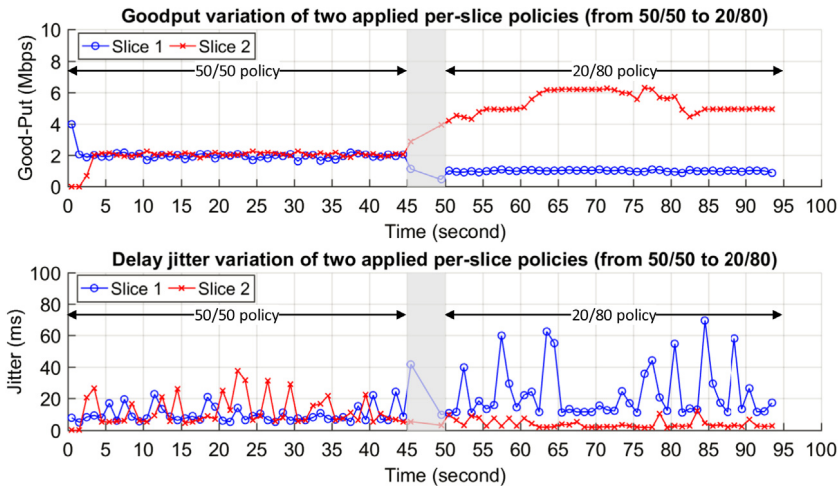 Goodput variation of two applied per-slice policies (from 50/50 to 20/80)
10
8
6
4
2
0
Good-Put (Mbps)
Slice 1
Slice 2
50/50 policy
20/80 policy
0 5 10 15 20 25 30 35 40 45 50 55 60 65 70 75 80 85 90 95 100
Time (second)
Delay jitter variation of two applied per-slice policies (from 50/50 to 20/80)
100
80
60
40
20
0
Jitter (ms)
Slice 1
Slice 2
50/50 policy
20/80 policy
0 5 10 15 20 25 30 35 40 45 50 55 60 65 70 75 80 85 90 95 100
Time (second)